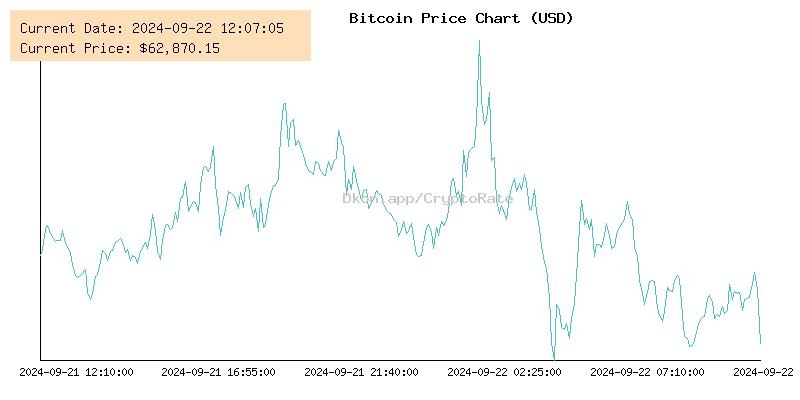 Bitcoin Price Chart (USD)
Current Date: 2024-09-22 12:07:05
Current Price: $62,870.15
Dkon.app/CryptoRate
2024-09-21 12:10:00 2024-09-21 16:55:00 2024-09-21 21:40:00 2024-09-22 02:25:00 2024-09-22 07:10:00 2024-09-22